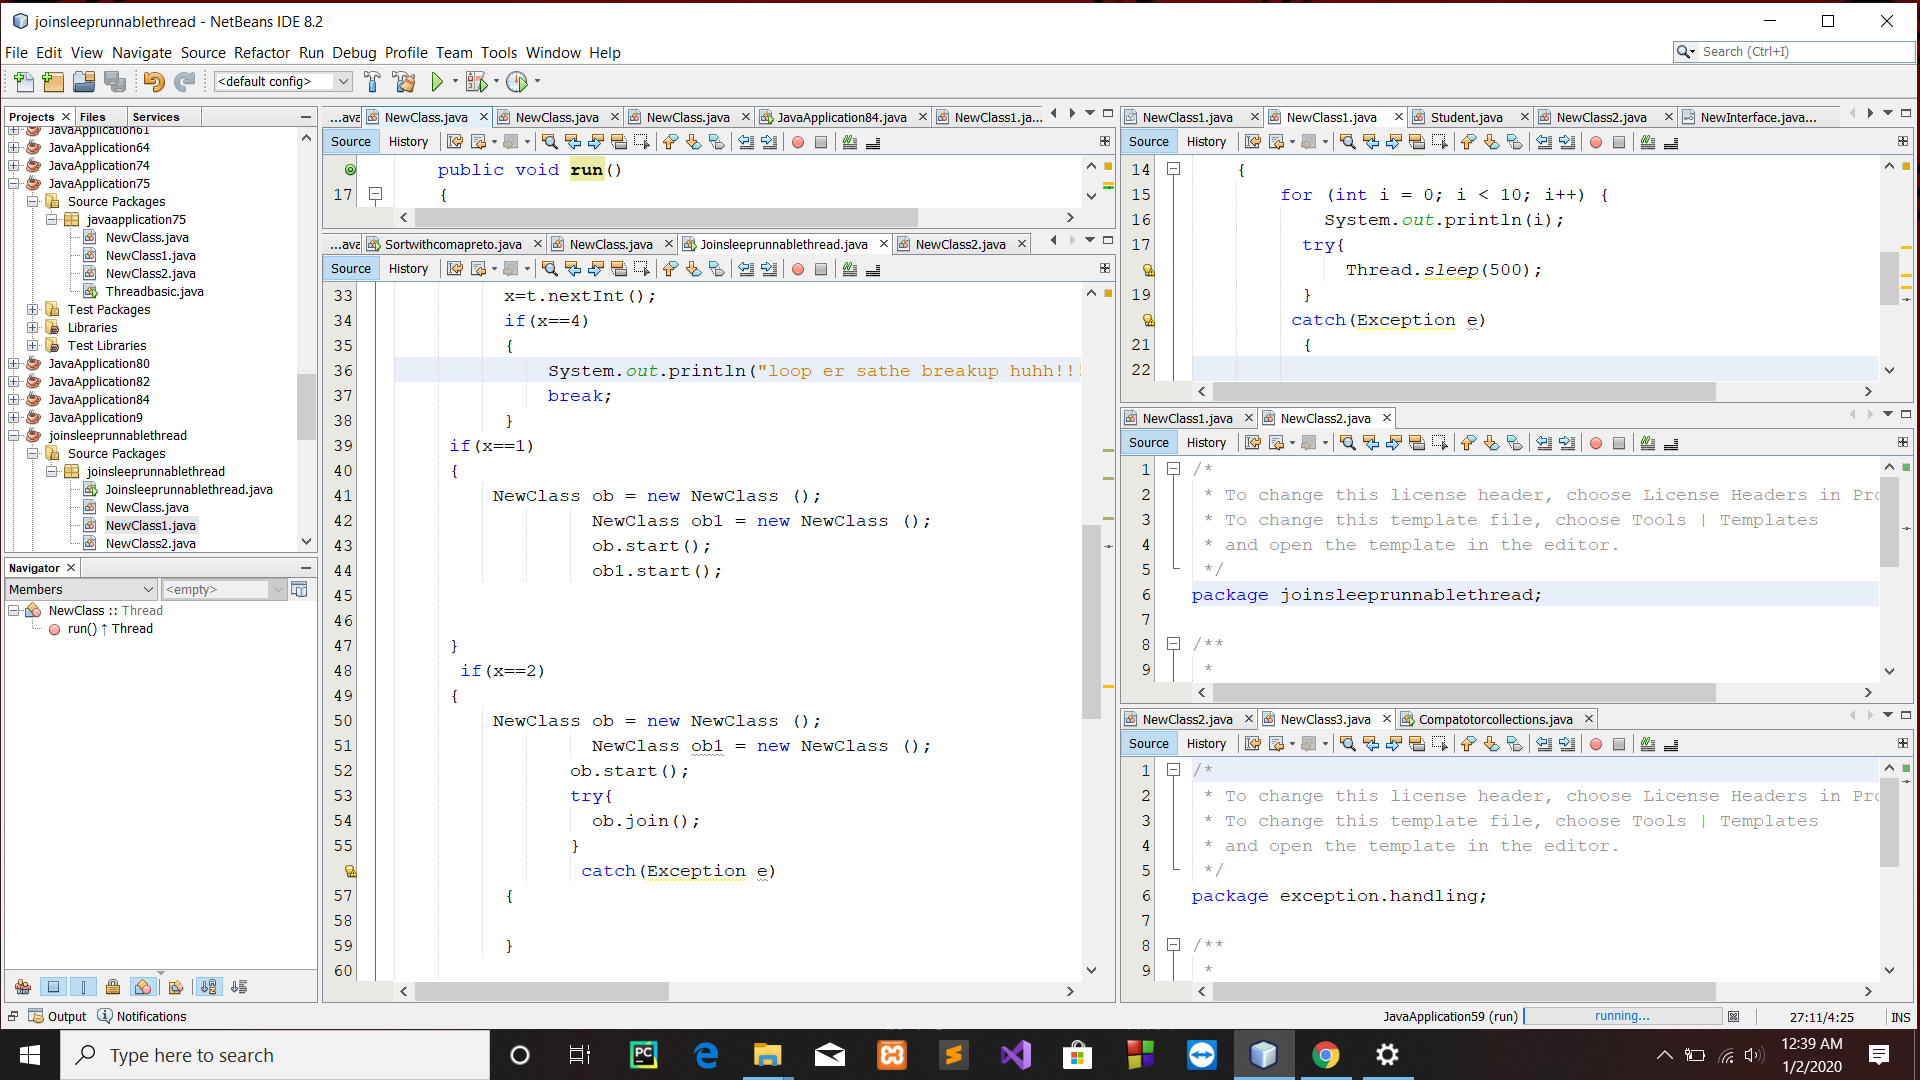 joinsleeprunnablethread - NetBeans IDE 8.2
File Edit View Navigate Source Refactor Run Debug Profile Team Tools Window Help
Search (Ctrl+I)
<default config>
Projects Files Services
JavaApplication61
JavaApplication64
JavaApplication74
JavaApplication75
Source Packages
javaapplication75
NewClass.java
NewClass1.java
NewClass2.java
Threadbasic.java
Test Packages
Libraries
Test Libraries
JavaApplication80
JavaApplication82
JavaApplication84
JavaApplication9
joinsleeprunnablethread
Source Packages
joinsleeprunnablethread
Joinsleeprunnablethread.java
NewClass.java
NewClass1.java
NewClass2.java
Navigator
Members <empty>
NewClass :: Thread
run() ↑ Thread
...ava NewClass.java NewClass.java NewClass.java JavaApplication84.java NewClass1.ja...
Source History
public void run()
17 {
...ava Sortwithcomapreto.java NewClass.java Joinsleeprunnablethread.java NewClass2.java
Source History
33 x=t.nextInt();
34 if(x==4)
35 {
36 System.out.println("loop er sathe breakup huhh!!!
37 break;
38 }
39 if(x==1)
40 {
41 NewClass ob = new NewClass ();
42 NewClass ob1 = new NewClass ();
43 ob.start();
44 ob1.start();
45
46
47 }
48 if(x==2)
49 {
50 NewClass ob = new NewClass ();
51 NewClass ob1 = new NewClass ();
52 ob.start();
53 try{
54 ob.join();
55 }
catch(Exception e)
57 {
58
59 }
60
NewClass1.java NewClass1.java Student.java NewClass2.java NewInterface.java...
Source History
14 {
15 for (int i = 0; i < 10; i++) {
16 System.out.println(i);
17 try{
Thread.sleep(500);
19 }
catch(Exception e)
21 {
22
NewClass1.java NewClass2.java
Source History
1 /*
2 * To change this license header, choose License Headers in Pro
3 * To change this template file, choose Tools | Templates
4 * and open the template in the editor.
5 */
6 package joinsleeprunnablethread;
7
8 /**
9 *
NewClass2.java NewClass3.java Compatotorcollections.java
Source History
1 /*
2 * To change this license header, choose License Headers in Pro
3 * To change this template file, choose Tools | Templates
4 * and open the template in the editor.
5 */
6 package exception.handling;
7
8 /**
9 *
Output Notifications
JavaApplication59 (run) running... 27:11/4:25 INS
Type here to search
PC
12:39 AM
1/2/2020